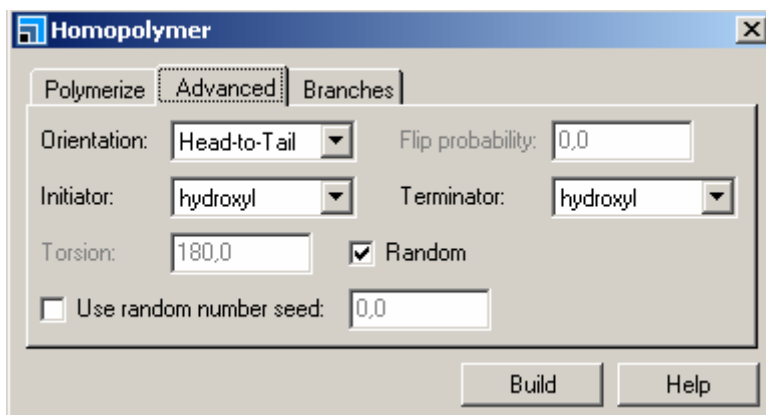 Homopolymer
Polymerize Advanced Branches
Orientation: Head-to-Tail Flip probability: 0,0
Initiator: hydroxyl Terminator: hydroxyl
Torsion: 180,0 Random
Use random number seed: 0,0
Build Help